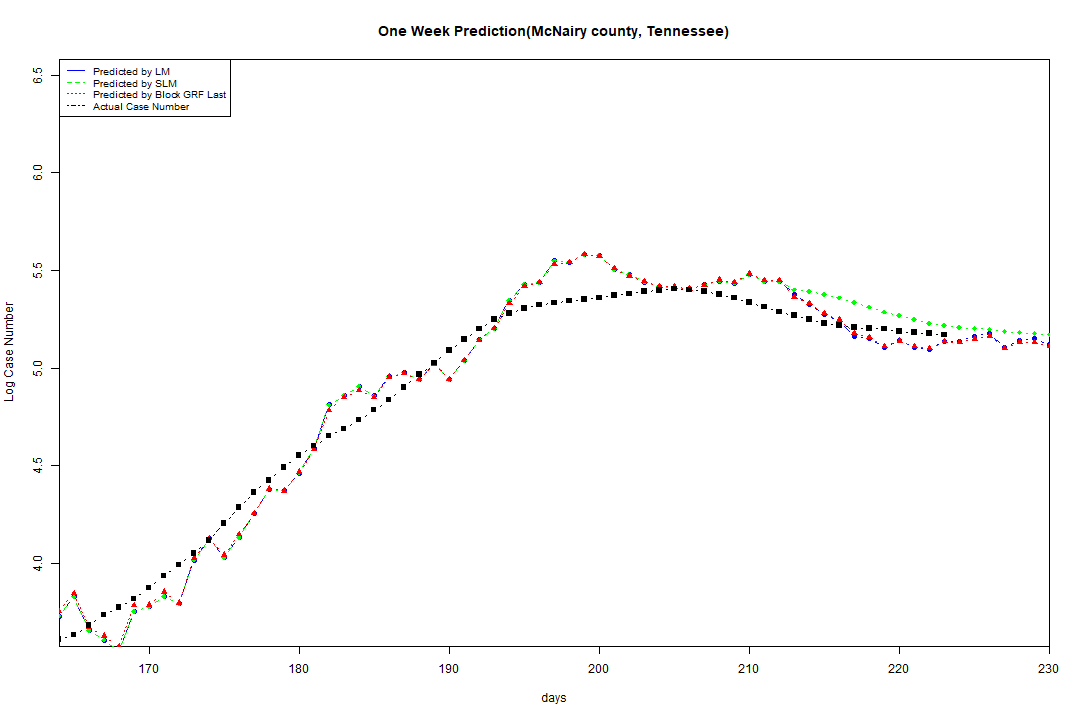 One Week Prediction(McNairy county, Tennessee)
Predicted by LM
Predicted by SLM
Predicted by Block GRF Last
Actual Case Number
6.5
6.0
5.5
5.0
4.5
4.0
Log Case Number
170 180 190 200 210 220 230
days